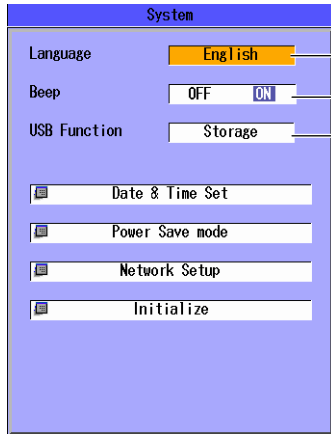 System
Language English
Beep OFF ON
USB Function Storage
Date & Time Set
Power Save mode
Network Setup
Initialize